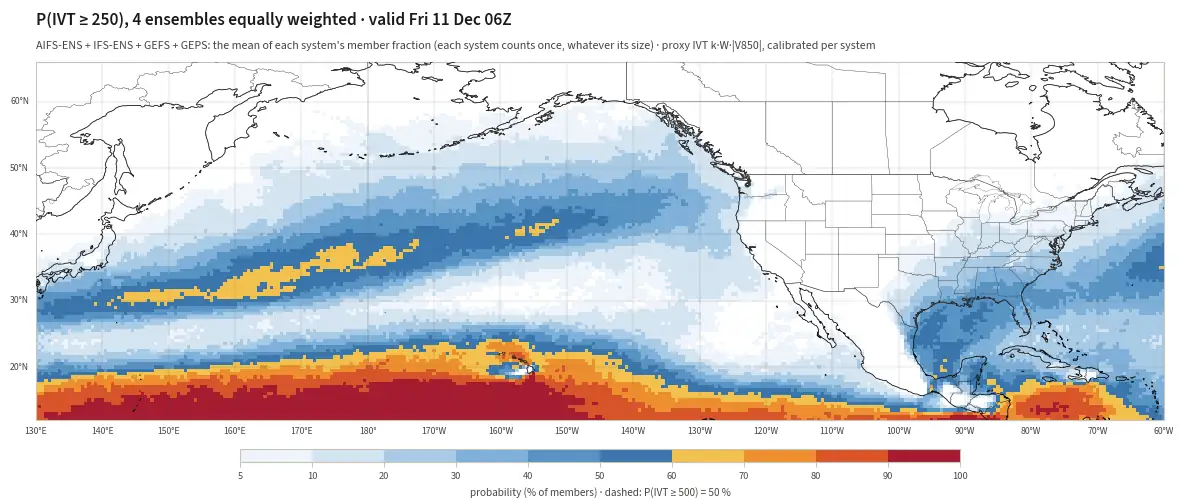 P(IVT ≥ 250), 4 ensembles equally weighted · valid Fri 11 Dec 06Z
AIFS-ENS + IFS-ENS + GEFS + GEPS: the mean of each system's member fraction (each system counts once, whatever its size) · proxy IVT k·W·|V850|, calibrated per system
60°N
50°N
40°N
30°N
20°N
130°E 140°E 150°E 160°E 170°E 180° 170°W 160°W 150°W 140°W 130°W 120°W 110°W 100°W 90°W 80°W 70°W 60°W
5 10 20 30 40 50 60 70 80 90 100
probability (% of members) · dashed: P(IVT ≥ 500) = 50 %